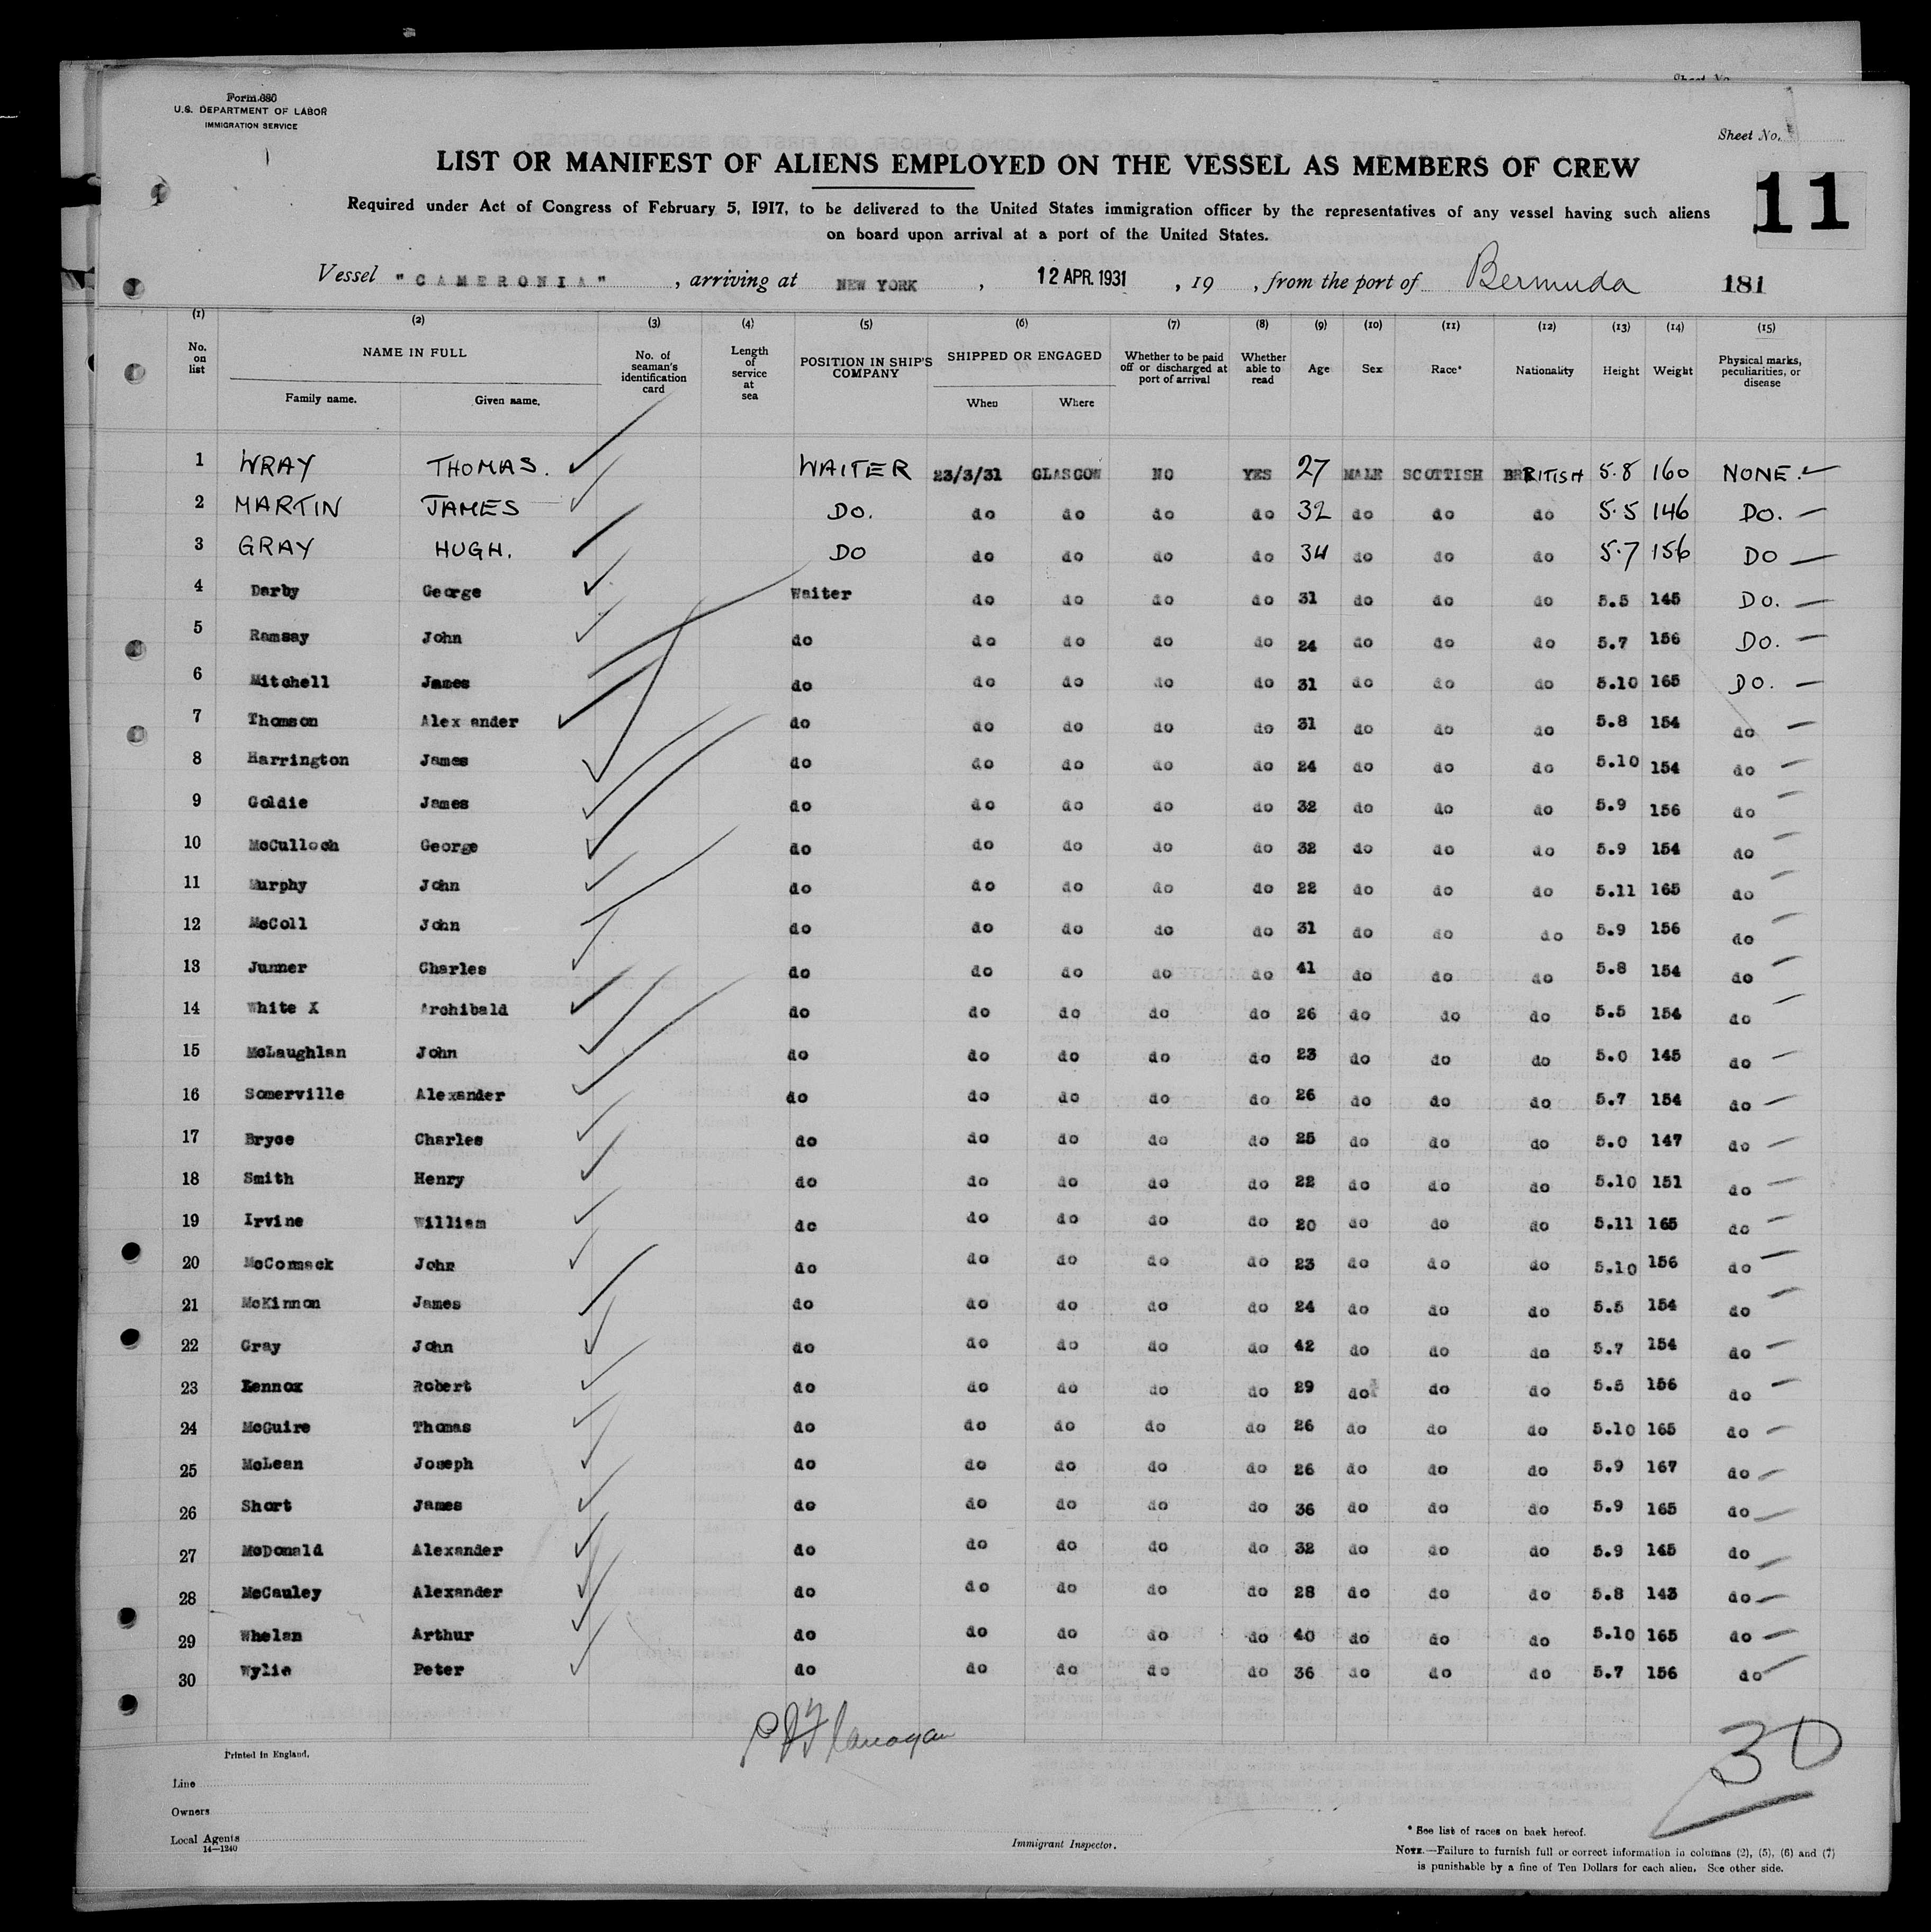 Form 680
U.S. DEPARTMENT OF LABOR
IMMIGRATION SERVICE
Sheet No.
LIST OR MANIFEST OF ALIENS EMPLOYED ON THE VESSEL AS MEMBERS OF CREW
11
Required under Act of Congress of February 5, 1917, to be delivered to the United States immigration officer by the representatives of any vessel having such aliens
on board upon arrival at a port of the United States.
Vessel "CAMERONIA", arriving at NEW YORK, 12 APR. 1931, 19 , from the port of Bermuda 181
(1) (2) (3) (4) (5) (6) (7) (8) (9) (10) (11) (12) (13) (14) (15)
No. on list NAME IN FULL Family name. Given name. No. of seaman's identification card Length of service at sea POSITION IN SHIP'S COMPANY SHIPPED OR ENGAGED When Where Whether to be paid off or discharged at port of arrival Whether able to read Age Sex Race* Nationality Height Weight Physical marks, peculiarities, or disease
1 WRAY THOMAS. WAITER 23/3/31 GLASGOW NO YES 27 MALE SCOTTISH BRITISH 5.8 160 NONE.
2 MARTIN JAMES DO. do do do do 32 do do do 5.5 146 DO.
3 GRAY HUGH. DO do do do do 34 do do do 5.7 156 DO
4 Darby George Waiter do do do do 31 do do do 5.5 145 DO.
5 Ramsay John do do do do do 24 do do do 5.7 156 DO.
6 Mitchell James do do do do do 31 do do do 5.10 165 DO.
7 Thomson Alex ander do do do do do 31 do do do 5.8 154 do
8 Harrington James do do do do do 24 do do do 5.10 154 do
9 Goldie James do do do do do 32 do do do 5.9 156 do
10 McCulloch George do do do do do 32 do do do 5.9 154 do
11 Murphy John do do do do do 22 do do do 5.11 165 do
12 McColl John do do do do do 31 do do do 5.9 156 do
13 Junner Charles do do do do do 41 do do do 5.8 154 do
14 White X Archibald do do do do do 26 do do do 5.5 154 do
15 McLaughlan John do do do do do 23 do do do 5.0 145 do
16 Somerville Alexander do do do do do 26 do do do 5.7 154 do
17 Bryce Charles do do do do do 25 do do do 5.0 147 do
18 Smith Henry do do do do do 22 do do do 5.10 151 do
19 Irvine William do do do do do 20 do do do 5.11 165 do
20 McCormack John do do do do do 23 do do do 5.10 156 do
21 McKinnon James do do do do do 24 do do do 5.5 154 do
22 Gray John do do do do do 42 do do do 5.7 154 do
23 Lennox Robert do do do do do 29 do do do 5.5 156 do
24 McGuire Thomas do do do do do 26 do do do 5.10 165 do
25 McLean Joseph do do do do do 26 do do do 5.9 167 do
26 Short James do do do do do 36 do do do 5.9 165 do
27 McDonald Alexander do do do do do 32 do do do 5.9 145 do
28 McCauley Alexander do do do do do 28 do do do 5.8 143 do
29 Whelan Arthur do do do do do 40 do do do 5.10 165 do
30 Wylie Peter do do do do do 36 do do do 5.7 156 do
Flanagan
30
Printed in England.
Line
Owners
Local Agents
14—1240
Immigrant Inspector.
* See list of races on back hereof.
NOTE.—Failure to furnish full or correct information in columns (2), (5), (6) and (7)
is punishable by a fine of Ten Dollars for each alien. See other side.